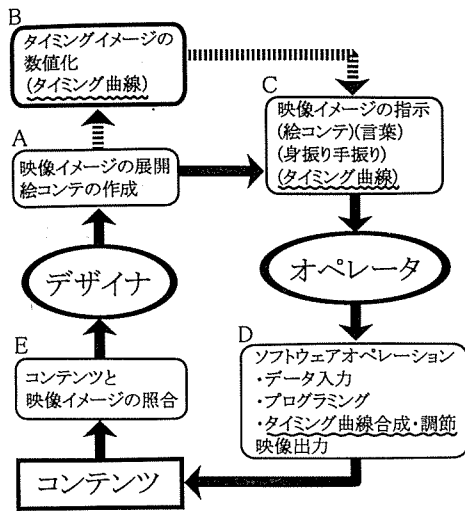 B
タイミングイメージの
数値化
(タイミング曲線)
C
映像イメージの指示
(絵コンテ)(言葉)
(身振り手振り)
(タイミング曲線)
A
映像イメージの展開
絵コンテの作成
デザイナ
オペレータ
E
コンテンツと
映像イメージの照合
D
ソフトウェアオペレーション
・データ入力
・プログラミング
・タイミング曲線合成・調節
映像出力
コンテンツ